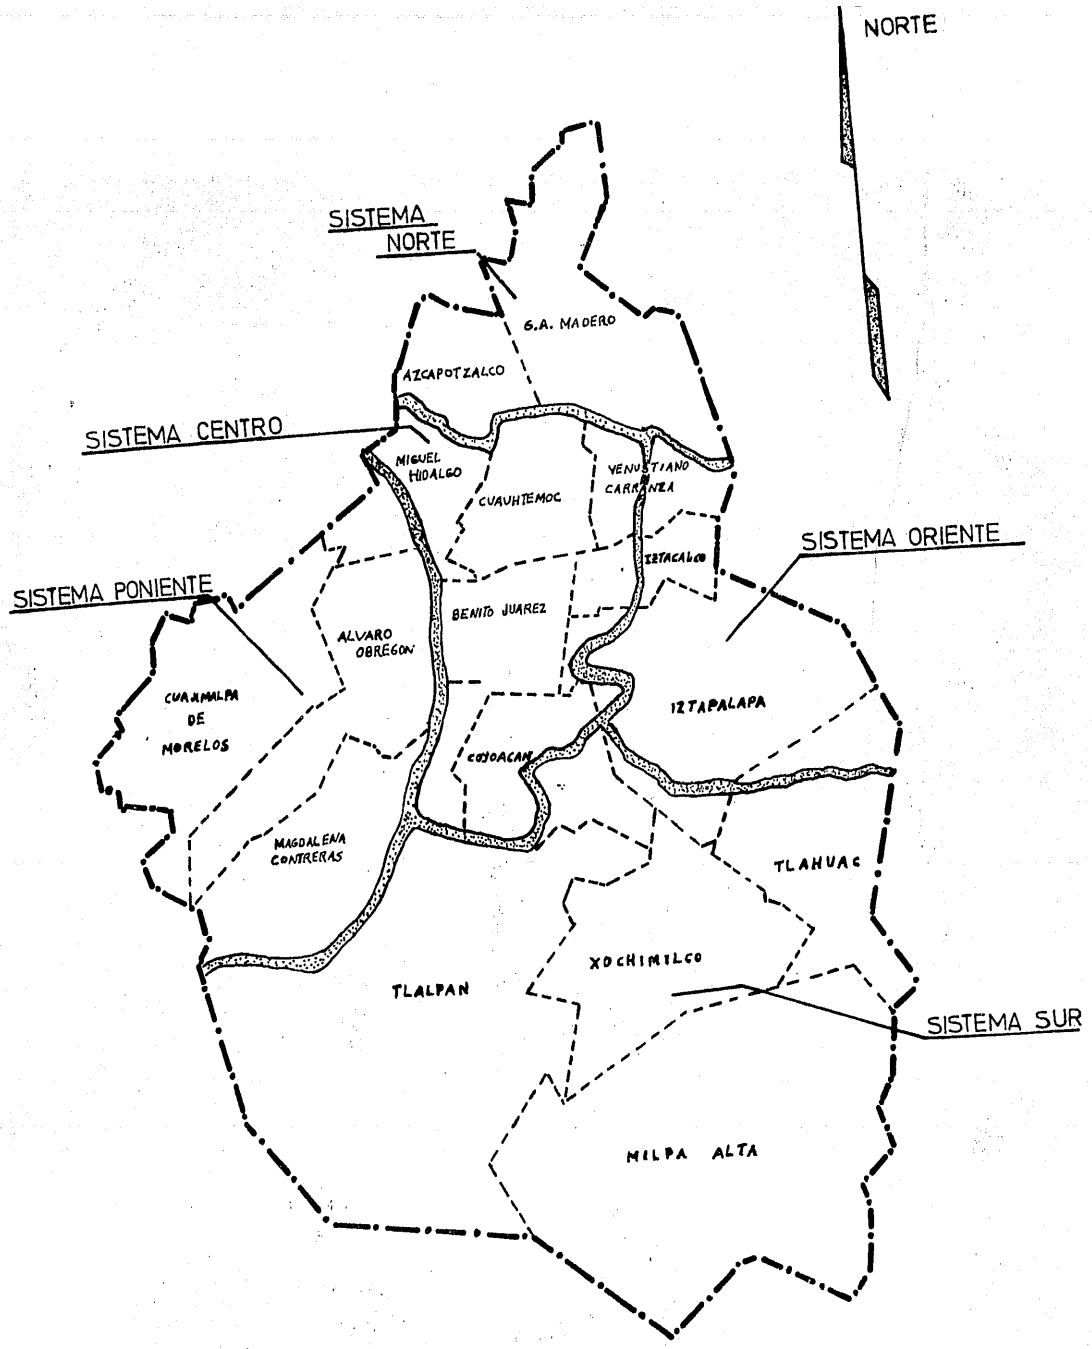 NORTE
SISTEMA
NORTE
G.A. MADERO
AZCAPOTZALCO
SISTEMA CENTRO
MIGUEL
HIDALGO
CUAUHTEMOC
VENUSTIANO
CARRANZA
SISTEMA ORIENTE
IZTACALCO
SISTEMA PONIENTE
BENITO JUAREZ
ALVARO
OBREGON
CUAJIMALPA
DE
MORELOS
IZTAPALAPA
COYOACAN
MAGDALENA
CONTRERAS
TLAHUAC
XOCHIMILCO
TLALPAN
SISTEMA SUR
MILPA ALTA